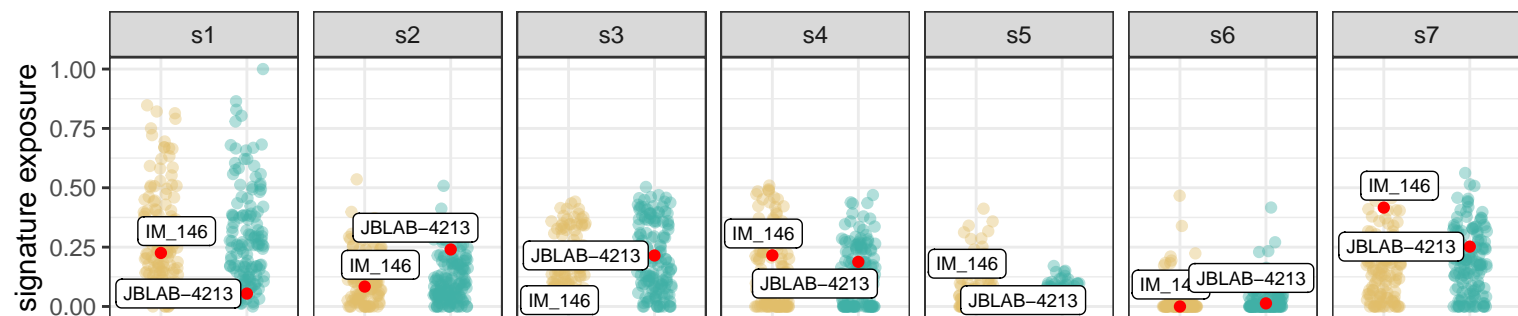 s1 s2 s3 s4 s5 s6 s7
signature exposure
1.00
0.75
0.50
0.25
0.00
IM_146
JBLAB−4213
JBLAB−4213
IM_146
JBLAB−4213
IM_146
IM_146
JBLAB−4213
IM_146
JBLAB−4213
IM_14
JBLAB−4213
IM_146
JBLAB−4213